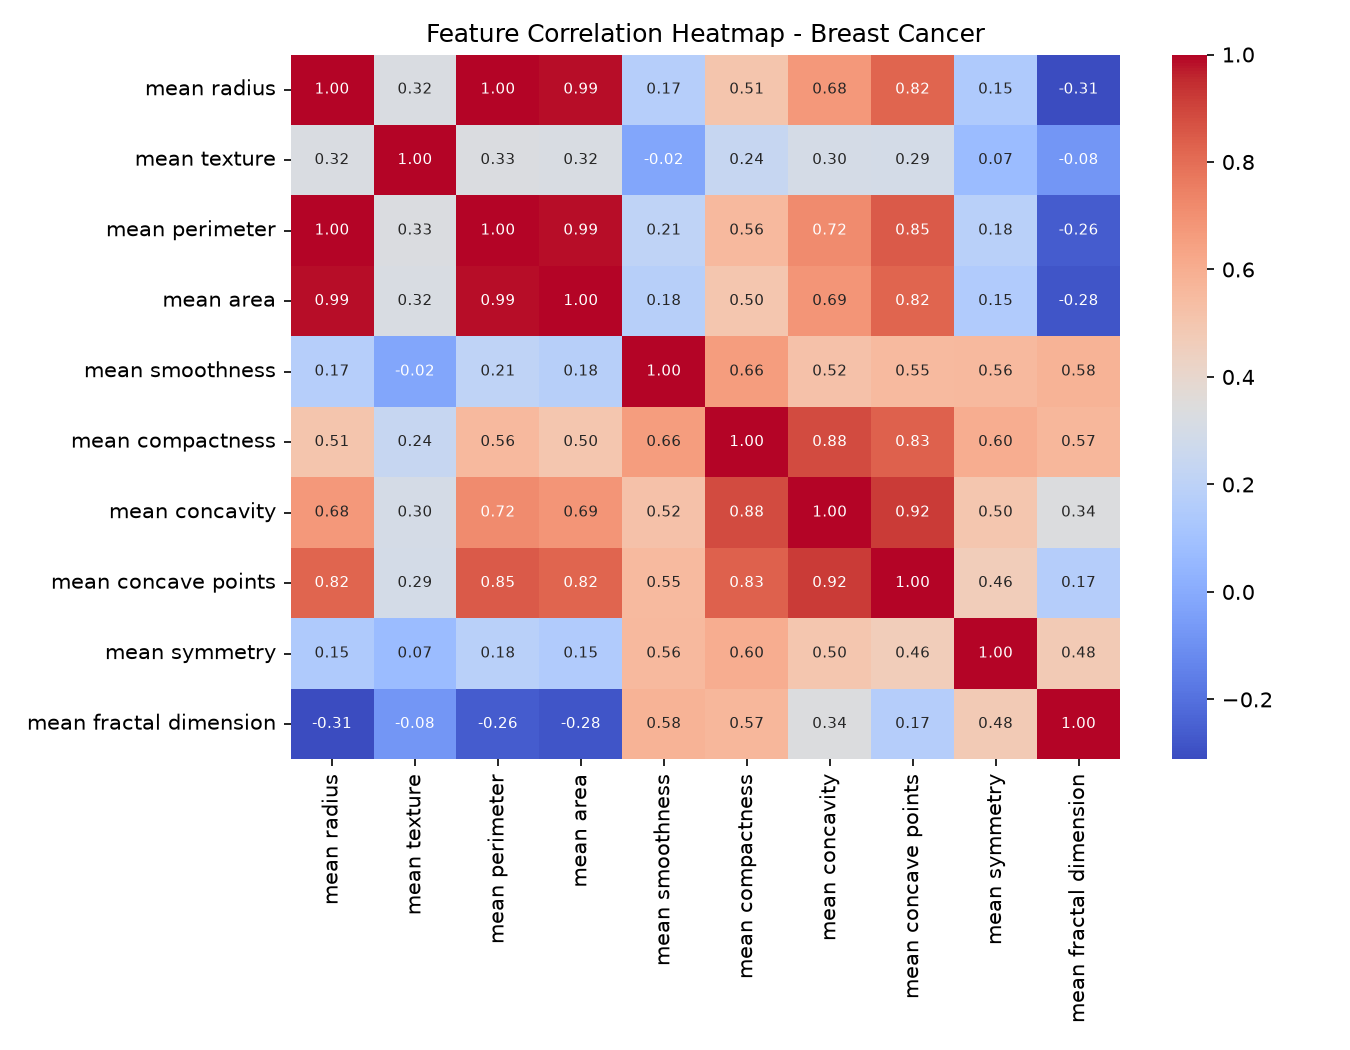 Feature Correlation Heatmap - Breast Cancer
mean radius 1.00 0.32 1.00 0.99 0.17 0.51 0.68 0.82 0.15 -0.31
mean texture 0.32 1.00 0.33 0.32 -0.02 0.24 0.30 0.29 0.07 -0.08
mean perimeter 1.00 0.33 1.00 0.99 0.21 0.56 0.72 0.85 0.18 -0.26
mean area 0.99 0.32 0.99 1.00 0.18 0.50 0.69 0.82 0.15 -0.28
mean smoothness 0.17 -0.02 0.21 0.18 1.00 0.66 0.52 0.55 0.56 0.58
mean compactness 0.51 0.24 0.56 0.50 0.66 1.00 0.88 0.83 0.60 0.57
mean concavity 0.68 0.30 0.72 0.69 0.52 0.88 1.00 0.92 0.50 0.34
mean concave points 0.82 0.29 0.85 0.82 0.55 0.83 0.92 1.00 0.46 0.17
mean symmetry 0.15 0.07 0.18 0.15 0.56 0.60 0.50 0.46 1.00 0.48
mean fractal dimension -0.31 -0.08 -0.26 -0.28 0.58 0.57 0.34 0.17 0.48 1.00
mean radius
mean texture
mean perimeter
mean area
mean smoothness
mean compactness
mean concavity
mean concave points
mean symmetry
mean fractal dimension
1.0
0.8
0.6
0.4
0.2
0.0
−0.2